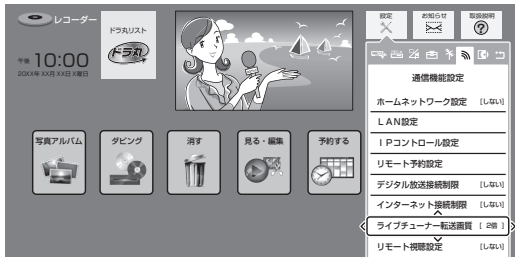 レコーダー
午後 10:00
20XX年 XX月 XX日 X曜日
ドラ丸リスト
ドラ丸
設定
お知らせ
取扱説明
通信機能設定
ホームネットワーク設定 [しない]
LAN設定
IPコントロール設定
リモート予約設定
デジタル放送接続制限 [しない]
インターネット接続制限 [しない]
ライブチューナー転送画質 [ 2倍 ]
リモート視聴設定 [しない]
写真アルバム
ダビング
消す
見る・編集
予約する